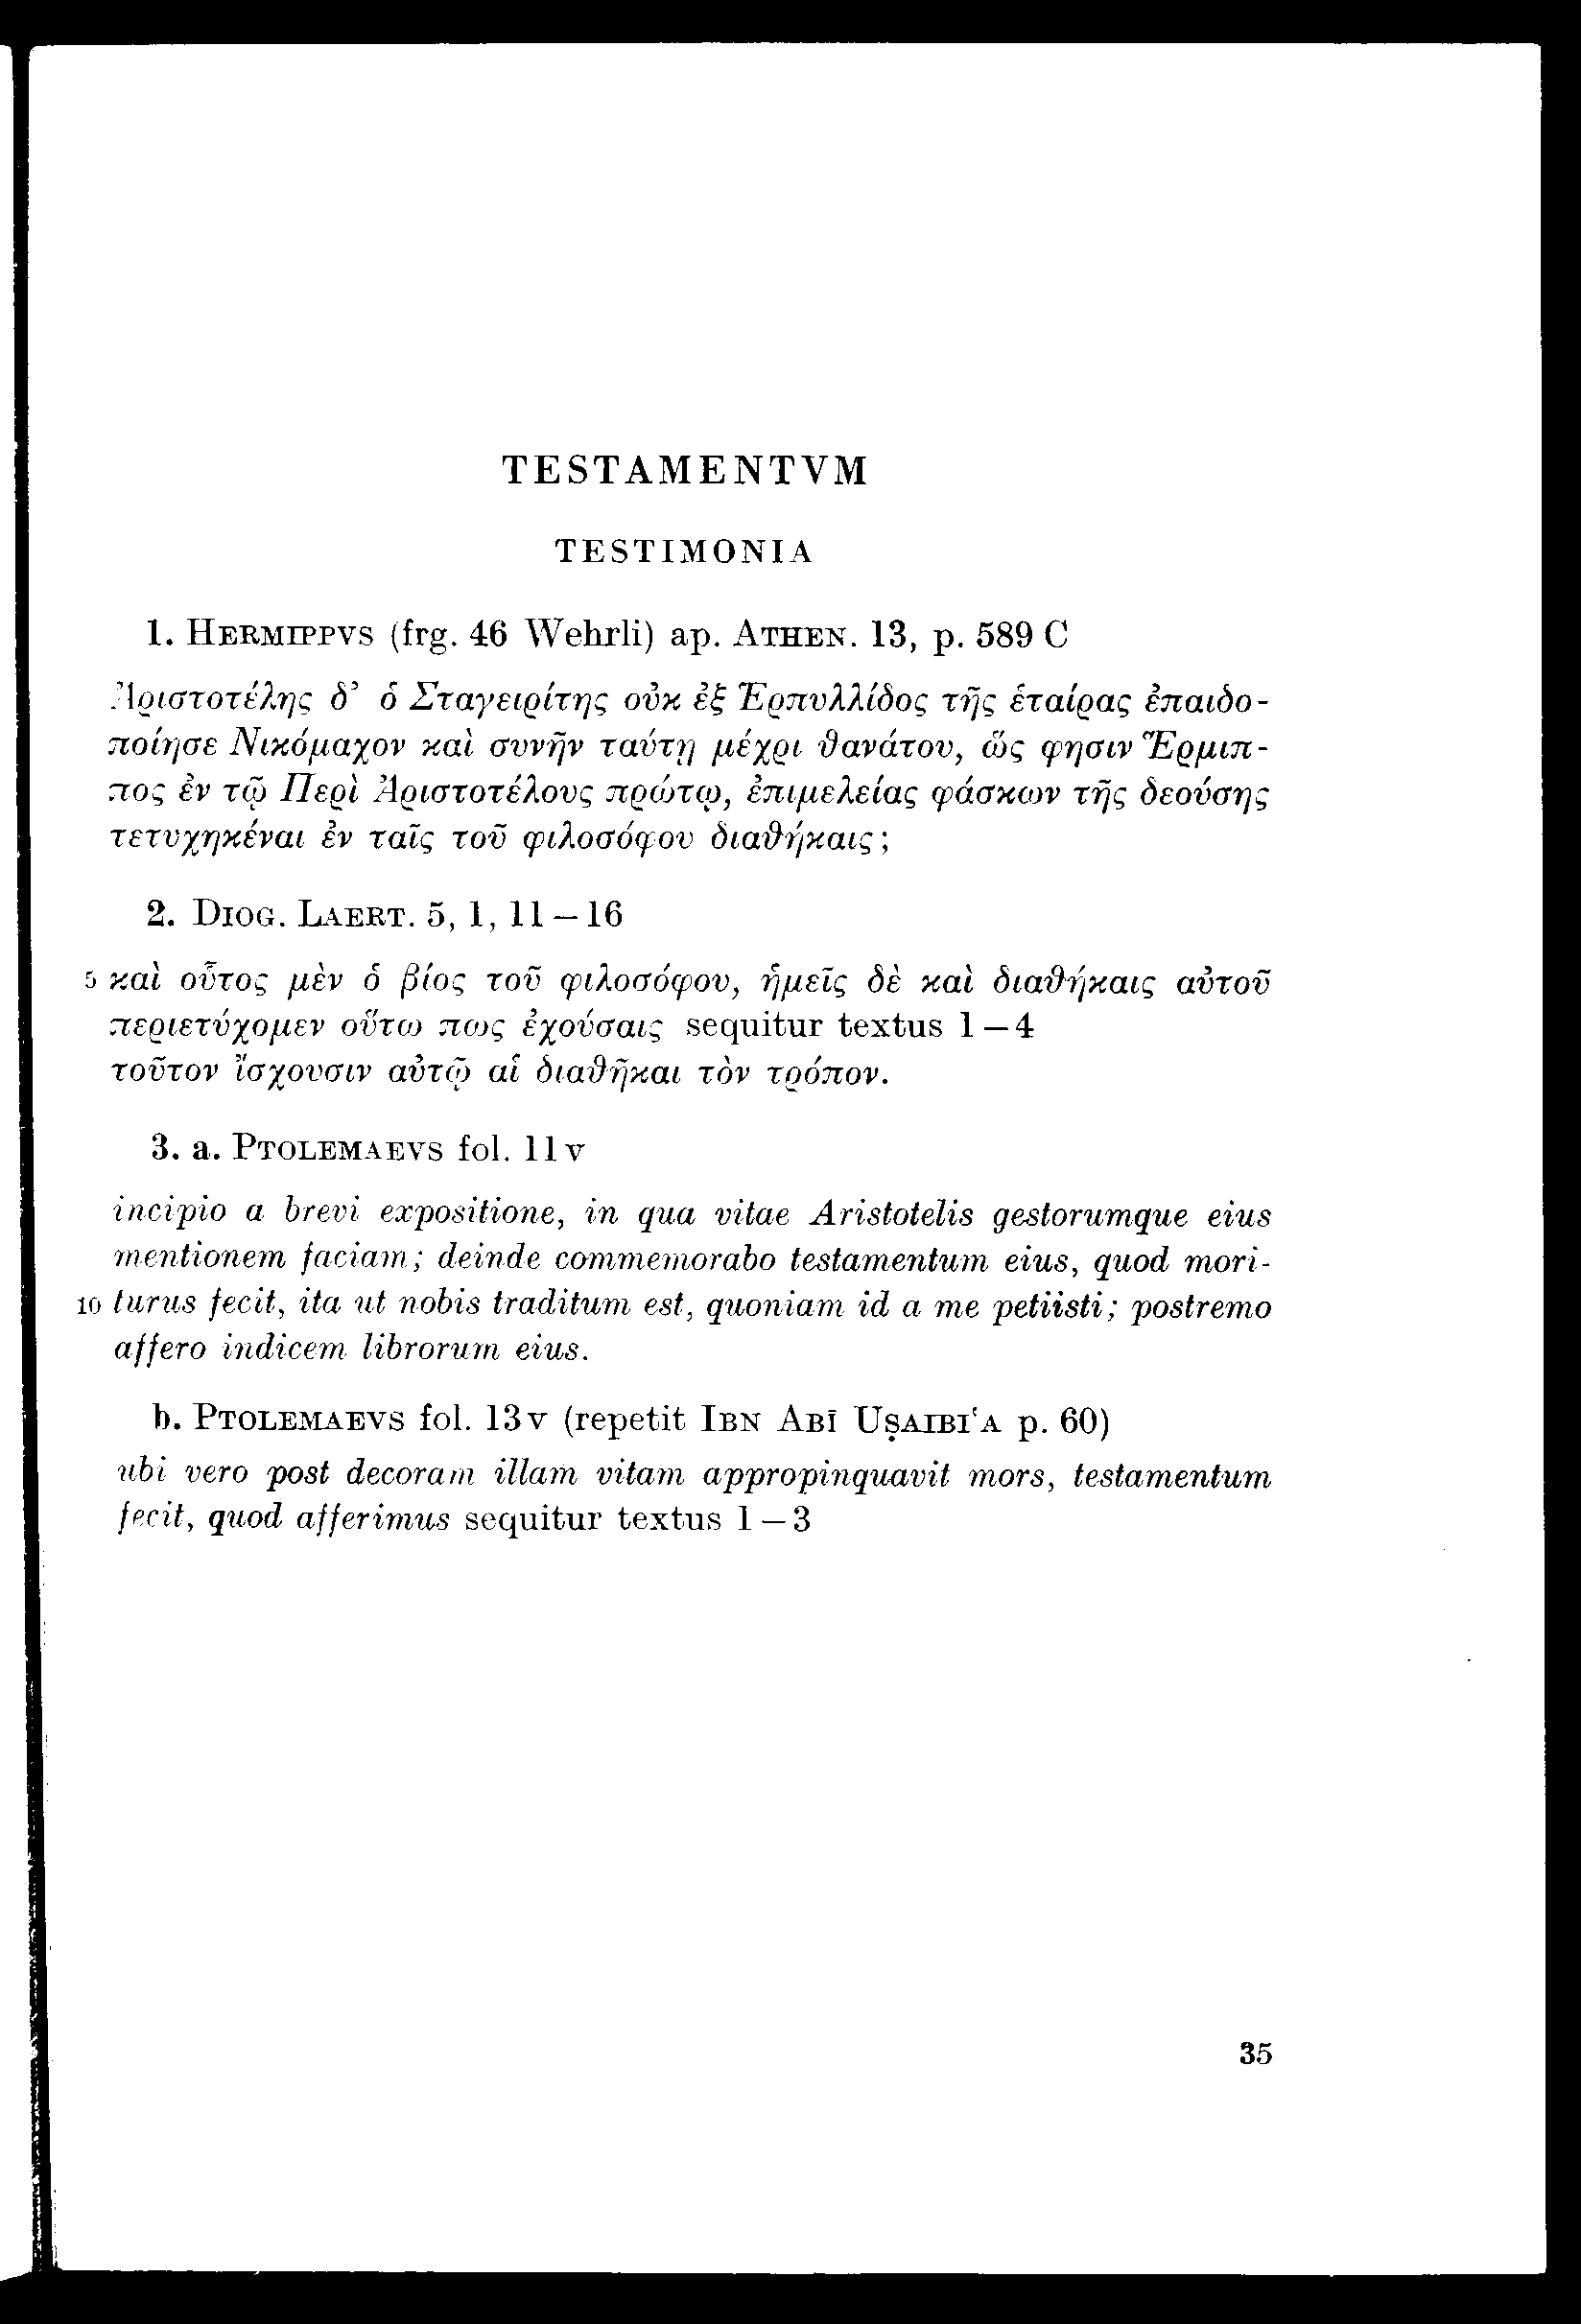 TESTAMENTVM
TESTIMONIA
1. HERMIPPVS (frg. 46 Wehrli) ap. ATHEN. 13, p. 589 C
Ἀριστοτέλης δ’ ὁ Σταγειρίτης οὐκ ἐξ Ἑρπυλλίδος τῆς ἑταίρας ἐπαιδο-
ποίησε Νικόμαχον καὶ συνῆν ταύτῃ μέχρι θανάτου, ὥς φησιν Ἕρμιπ-
πος ἐν τῷ Περὶ Ἀριστοτέλους πρώτῳ, ἐπιμελείας φάσκων τῆς δεούσης
τετυχηκέναι ἐν ταῖς τοῦ φιλοσόφου διαθήκαις;
2. DIOG. LAERT. 5, 1, 11 – 16
5 καὶ οὗτος μὲν ὁ βίος τοῦ φιλοσόφου, ἡμεῖς δὲ καὶ διαθήκαις αὐτοῦ
περιετύχομεν οὕτω πως ἐχούσαις sequitur textus 1 – 4
τοῦτον ἴσχουσιν αὐτῷ αἱ διαθῆκαι τὸν τρόπον.
3. a. PTOLEMAEVS fol. 11 v
incipio a brevi expositione, in qua vitae Aristotelis gestorumque eius
mentionem faciam; deinde commemorabo testamentum eius, quod mori-
10 turus fecit, ita ut nobis traditum est, quoniam id a me petiisti; postremo
affero indicem librorum eius.
b. PTOLEMAEVS fol. 13 v (repetit IBN ABĪ UṢAIBIʿA p. 60)
ubi vero post decoram illam vitam appropinquavit mors, testamentum
fecit, quod afferimus sequitur textus 1 – 3
35